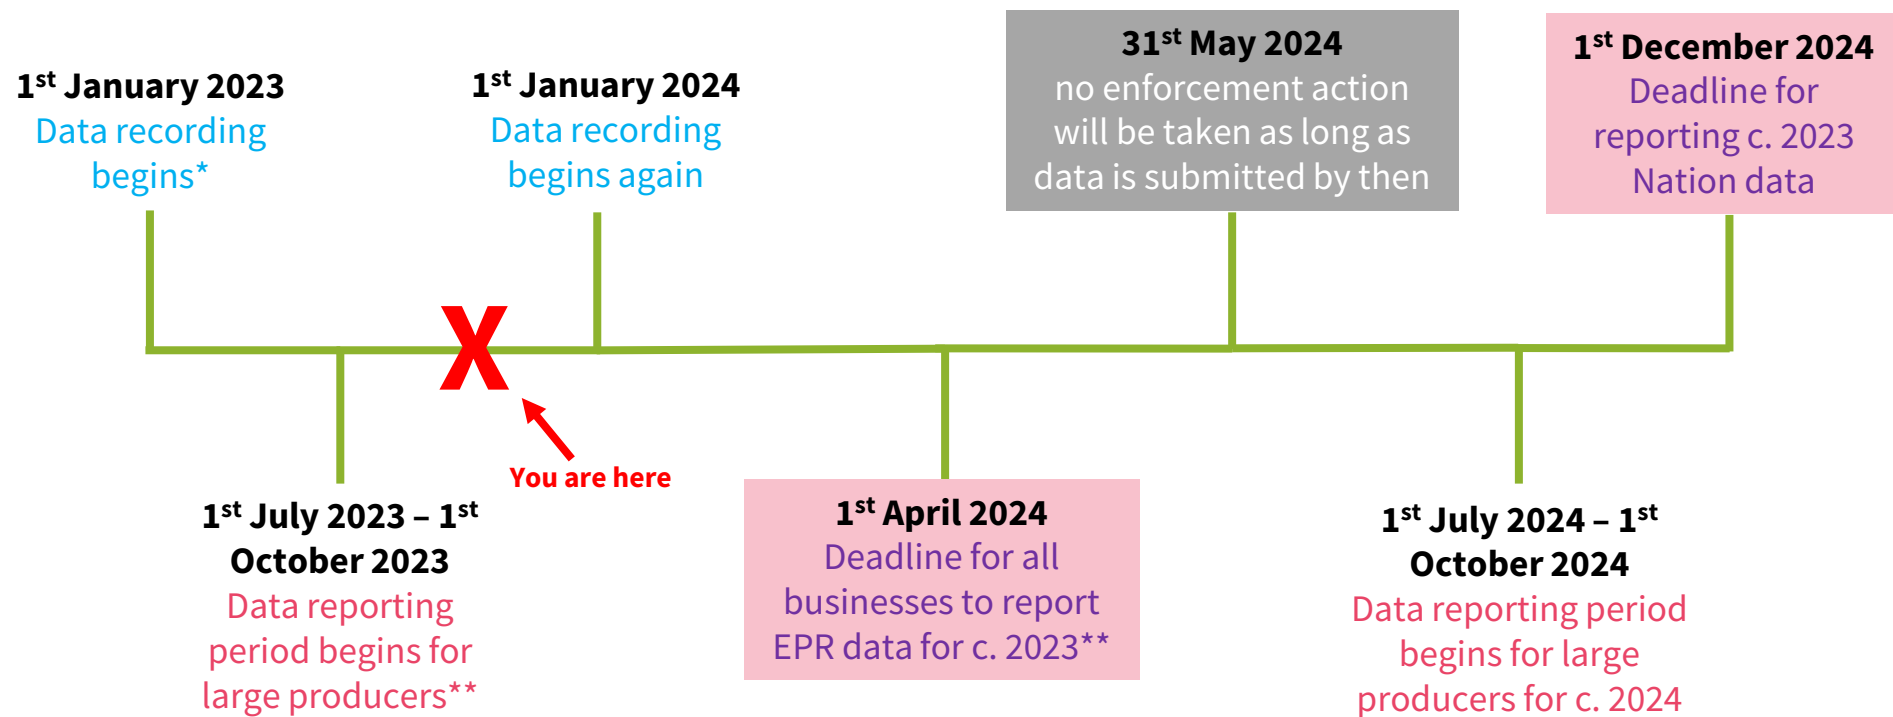 1st January 2023
Data recording
begins*
1st January 2024
Data recording
begins again
31st May 2024
no enforcement action
will be taken as long as
data is submitted by then
1st December 2024
Deadline for
reporting c. 2023
Nation data
X
You are here
1st July 2023 – 1st
October 2023
Data reporting
period begins for
large producers**
1st April 2024
Deadline for all
businesses to report
EPR data for c. 2023**
1st July 2024 – 1st
October 2024
Data reporting period
begins for large
producers for c. 2024